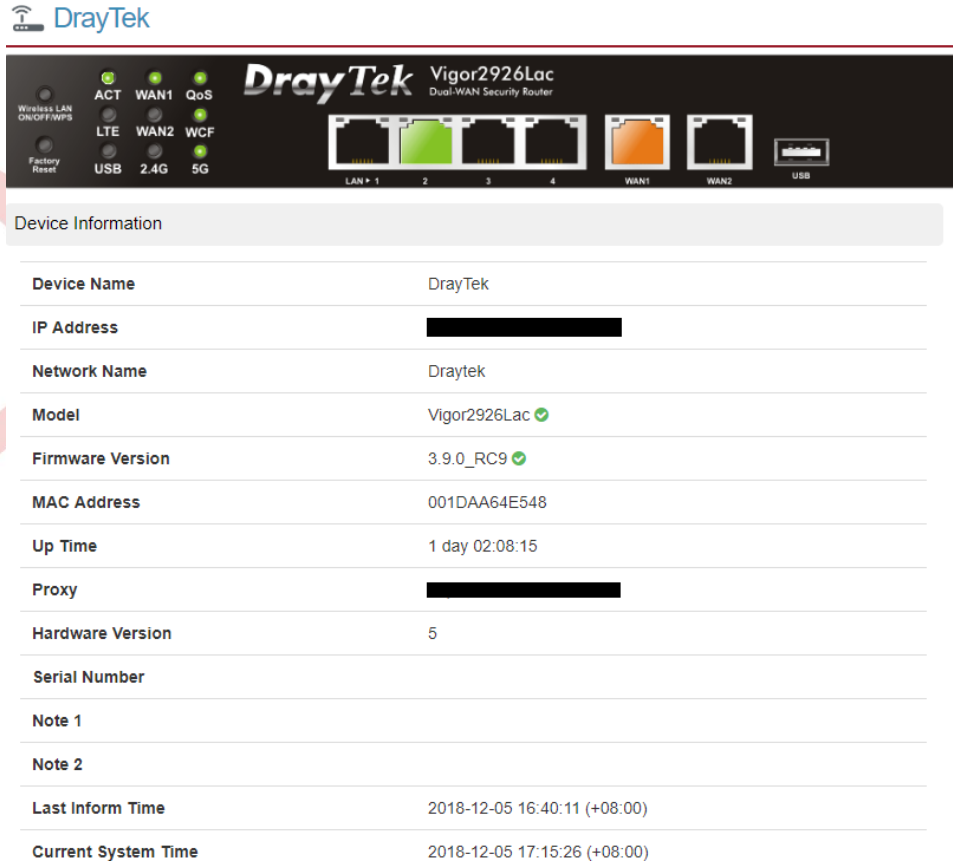 DrayTek
Wireless LAN
ON/OFF/WPS
Factory
Reset
ACT WAN1 QoS
LTE WAN2 WCF
USB 2.4G 5G
DrayTek Vigor2926Lac
Dual-WAN Security Router
LAN 1 2 3 4 WAN1 WAN2 USB
Device Information
Device Name DrayTek
IP Address
Network Name Draytek
Model Vigor2926Lac
Firmware Version 3.9.0_RC9
MAC Address 001DAA64E548
Up Time 1 day 02:08:15
Proxy
Hardware Version 5
Serial Number
Note 1
Note 2
Last Inform Time 2018-12-05 16:40:11 (+08:00)
Current System Time 2018-12-05 17:15:26 (+08:00)